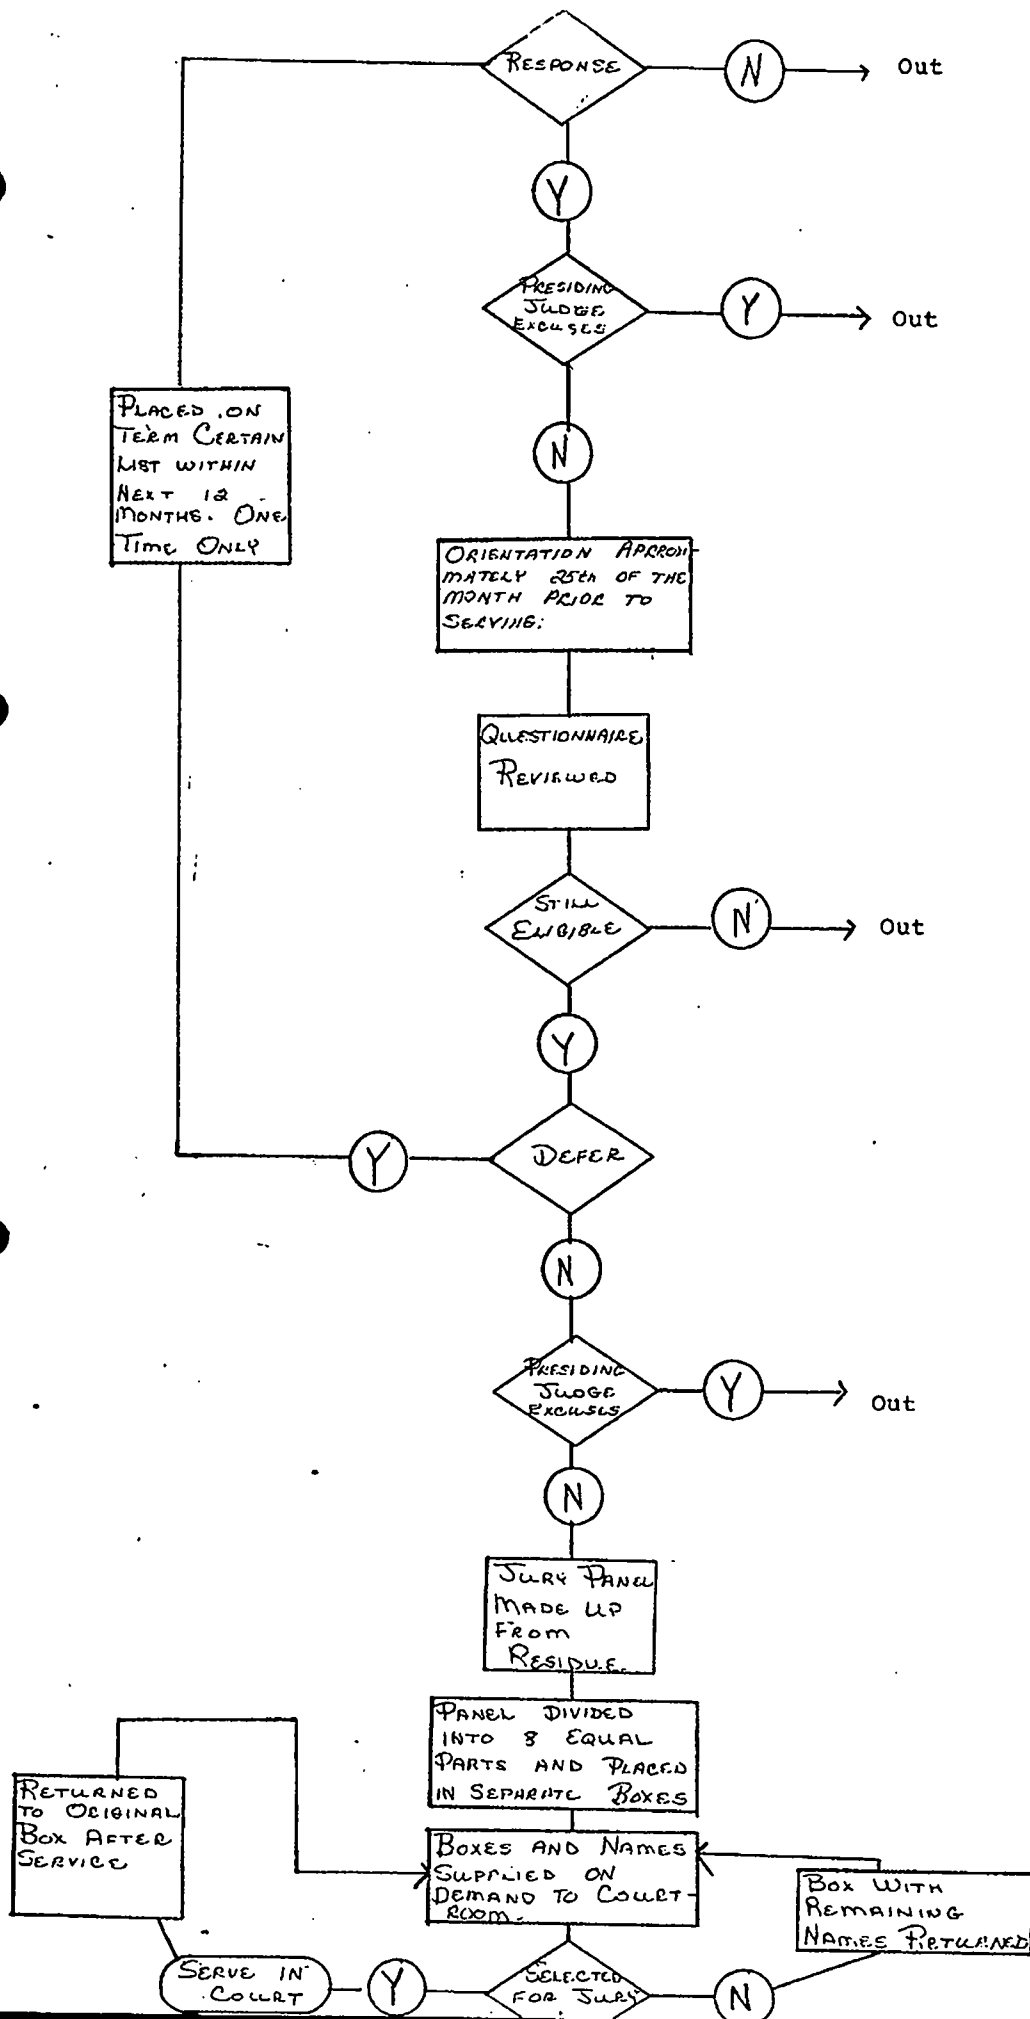 RESPONSE
N
Out
Y
PRESIDING
JUDGE
EXCUSES
Y
Out
N
PLACED ON
TERM CERTAIN
LIST WITHIN
NEXT 12
MONTHS. ONE
TIME ONLY
ORIENTATION APPROXI-
MATELY 25th OF THE
MONTH PRIOR TO
SERVING.
QUESTIONNAIRE
REVIEWED
STILL
ELIGIBLE
N
Out
Y
DEFER
Y
N
PRESIDING
JUDGE
EXCUSES
Y
Out
N
JURY PANEL
MADE UP
FROM
RESIDUE.
PANEL DIVIDED
INTO 8 EQUAL
PARTS AND PLACED
IN SEPARATE BOXES
RETURNED
TO ORIGINAL
BOX AFTER
SERVICE
BOXES AND NAMES
SUPPLIED ON
DEMAND TO COURT-
ROOM.
BOX WITH
REMAINING
NAMES RETURNED
SERVE IN
COURT
Y
SELECTED
FOR JURY
N